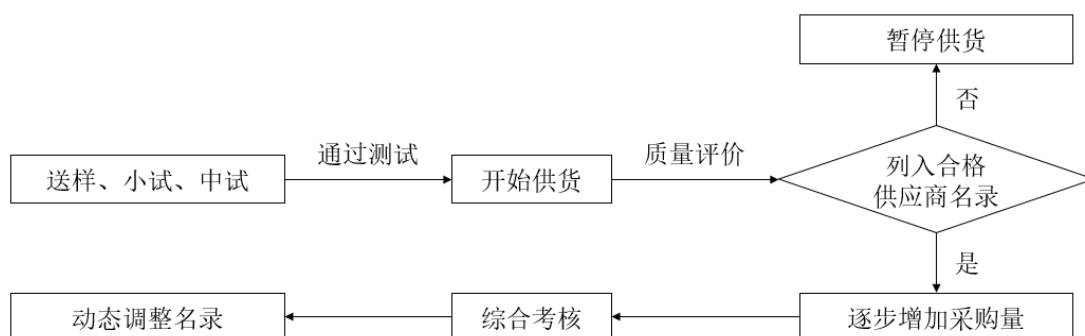 暂停供货
否
送样、小试、中试
通过测试
开始供货
质量评价
列入合格
供应商名录
是
动态调整名录
综合考核
逐步增加采购量